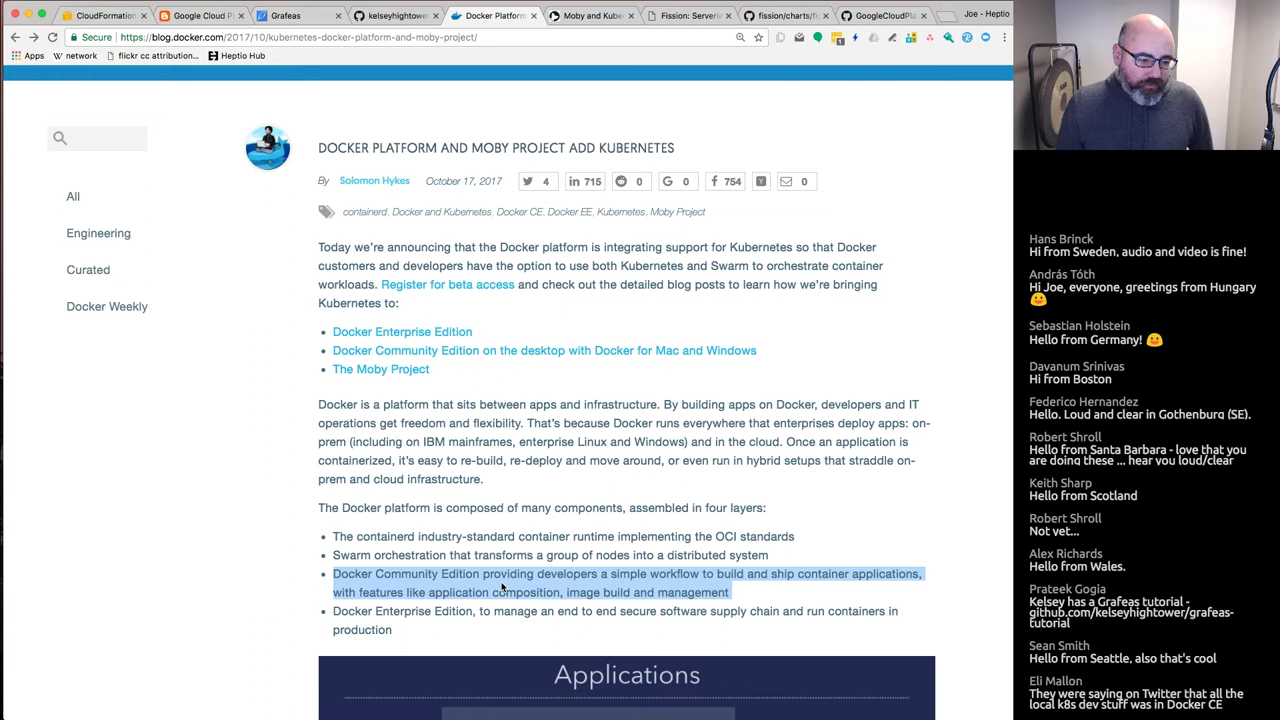 CloudFormation
Google Cloud P
Grafeas
kelseyhightowe
Docker Platform
Moby and Kube
Fission: Serverle
fission/charts/fi
GoogleCloudPla
Joe - Heptio
Secure
https://blog.docker.com/2017/10/kubernetes-docker-platform-and-moby-project/
Apps
network
flickr cc attribution...
Heptio Hub
All
Engineering
Curated
Docker Weekly
DOCKER PLATFORM AND MOBY PROJECT ADD KUBERNETES
By Solomon Hykes October 17, 2017 4 in 715 0 G 0 f 754 Y 0
containerd, Docker and Kubernetes, Docker CE, Docker EE, Kubernetes, Moby Project
Today we're announcing that the Docker platform is integrating support for Kubernetes so that Docker
customers and developers have the option to use both Kubernetes and Swarm to orchestrate container
workloads. Register for beta access and check out the detailed blog posts to learn how we're bringing
Kubernetes to:
• Docker Enterprise Edition
• Docker Community Edition on the desktop with Docker for Mac and Windows
• The Moby Project
Docker is a platform that sits between apps and infrastructure. By building apps on Docker, developers and IT
operations get freedom and flexibility. That's because Docker runs everywhere that enterprises deploy apps: on-
prem (including on IBM mainframes, enterprise Linux and Windows) and in the cloud. Once an application is
containerized, it's easy to re-build, re-deploy and move around, or even run in hybrid setups that straddle on-
prem and cloud infrastructure.
The Docker platform is composed of many components, assembled in four layers:
• The containerd industry-standard container runtime implementing the OCI standards
• Swarm orchestration that transforms a group of nodes into a distributed system
• Docker Community Edition providing developers a simple workflow to build and ship container applications,
with features like application composition, image build and management
• Docker Enterprise Edition, to manage an end to end secure software supply chain and run containers in
production
Applications
Hans Brinck
Hi from Sweden, audio and video is fine!
András Tóth
Hi Joe, everyone, greetings from Hungary
Sebastian Holstein
Hello from Germany!
Davanum Srinivas
Hi from Boston
Federico Hernandez
Hello. Loud and clear in Gothenburg (SE).
Robert Shroll
Hello from Santa Barbara - love that you
are doing these ... hear you loud/clear
Keith Sharp
Hello from Scotland
Robert Shroll
Not yet...
Alex Richards
Hello from Wales.
Prateek Gogia
Kelsey has a Grafeas tutorial -
github.com/kelseyhightower/grafeas-
tutorial
Sean Smith
Hello from Seattle, also that's cool
Eli Mallon
They were saying on Twitter that all the
local k8s dev stuff was in Docker CE